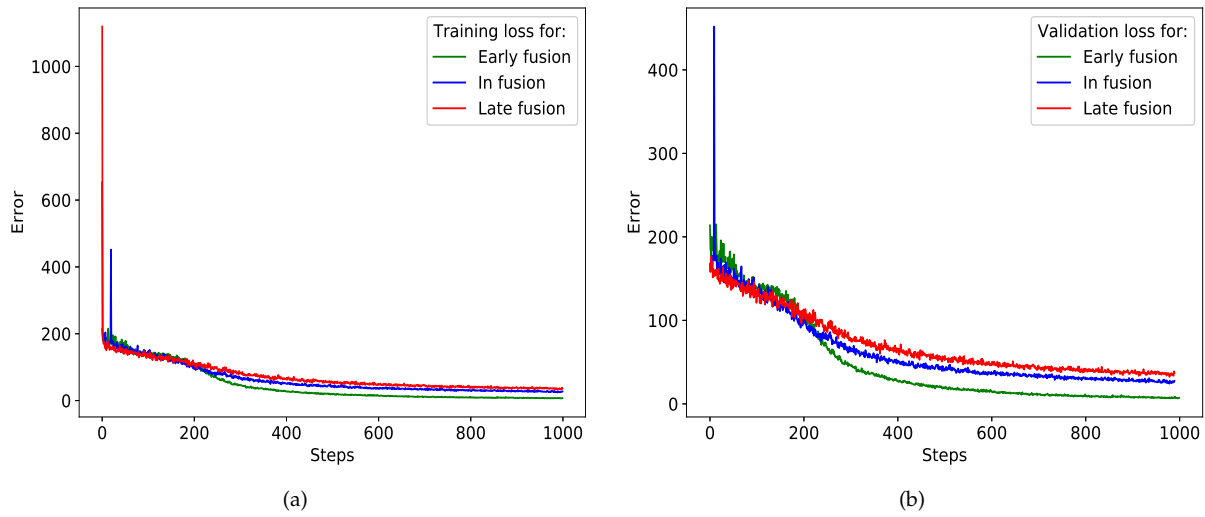 Training loss for:
Early fusion
In fusion
Late fusion
1000
800
600
400
200
0
Error
0 200 400 600 800 1000
Steps
(a)
Validation loss for:
Early fusion
In fusion
Late fusion
400
300
200
100
0
Error
0 200 400 600 800 1000
Steps
(b)